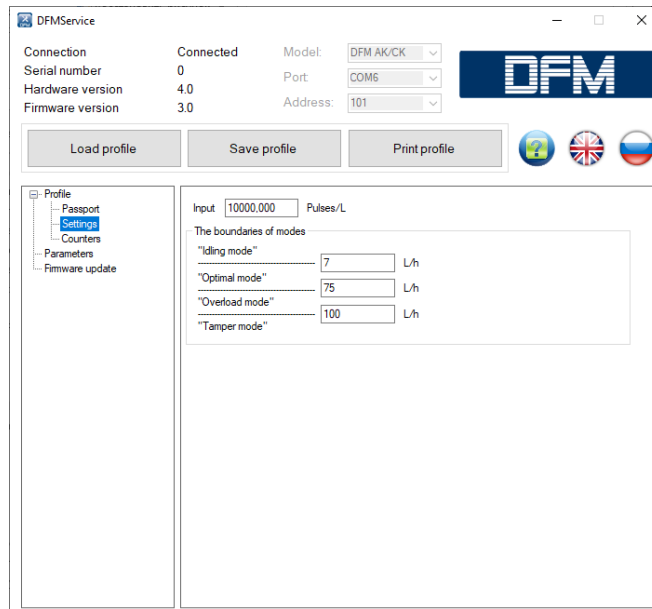 DFMService
Connection Connected Model: DFM AK/CK
Serial number 0
Hardware version 4.0 Port: COM6
Firmware version 3.0 Address: 101
DFM
Load profile Save profile Print profile
?
Profile
Passport
Settings
Counters
Parameters
Firmware update
Input 10000,000 Pulses/L
The boundaries of modes
"Idling mode"
---------------------------------------- 7 L/h
"Optimal mode"
---------------------------------------- 75 L/h
"Overload mode"
---------------------------------------- 100 L/h
"Tamper mode"